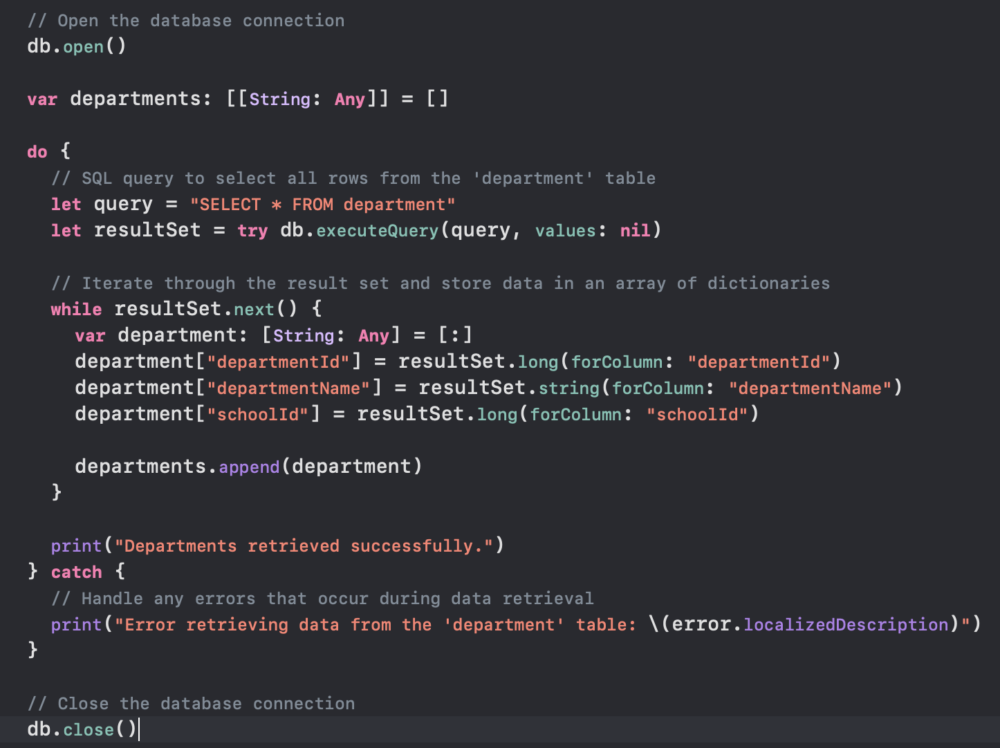 // Open the database connection
db.open()
var departments: [[String: Any]] = []
do {
// SQL query to select all rows from the 'department' table
let query = "SELECT * FROM department"
let resultSet = try db.executeQuery(query, values: nil)
// Iterate through the result set and store data in an array of dictionaries
while resultSet.next() {
var department: [String: Any] = [:]
department["departmentId"] = resultSet.long(forColumn: "departmentId")
department["departmentName"] = resultSet.string(forColumn: "departmentName")
department["schoolId"] = resultSet.long(forColumn: "schoolId")
departments.append(department)
}
print("Departments retrieved successfully.")
} catch {
// Handle any errors that occur during data retrieval
print("Error retrieving data from the 'department' table: \(error.localizedDescription)")
}
// Close the database connection
db.close()